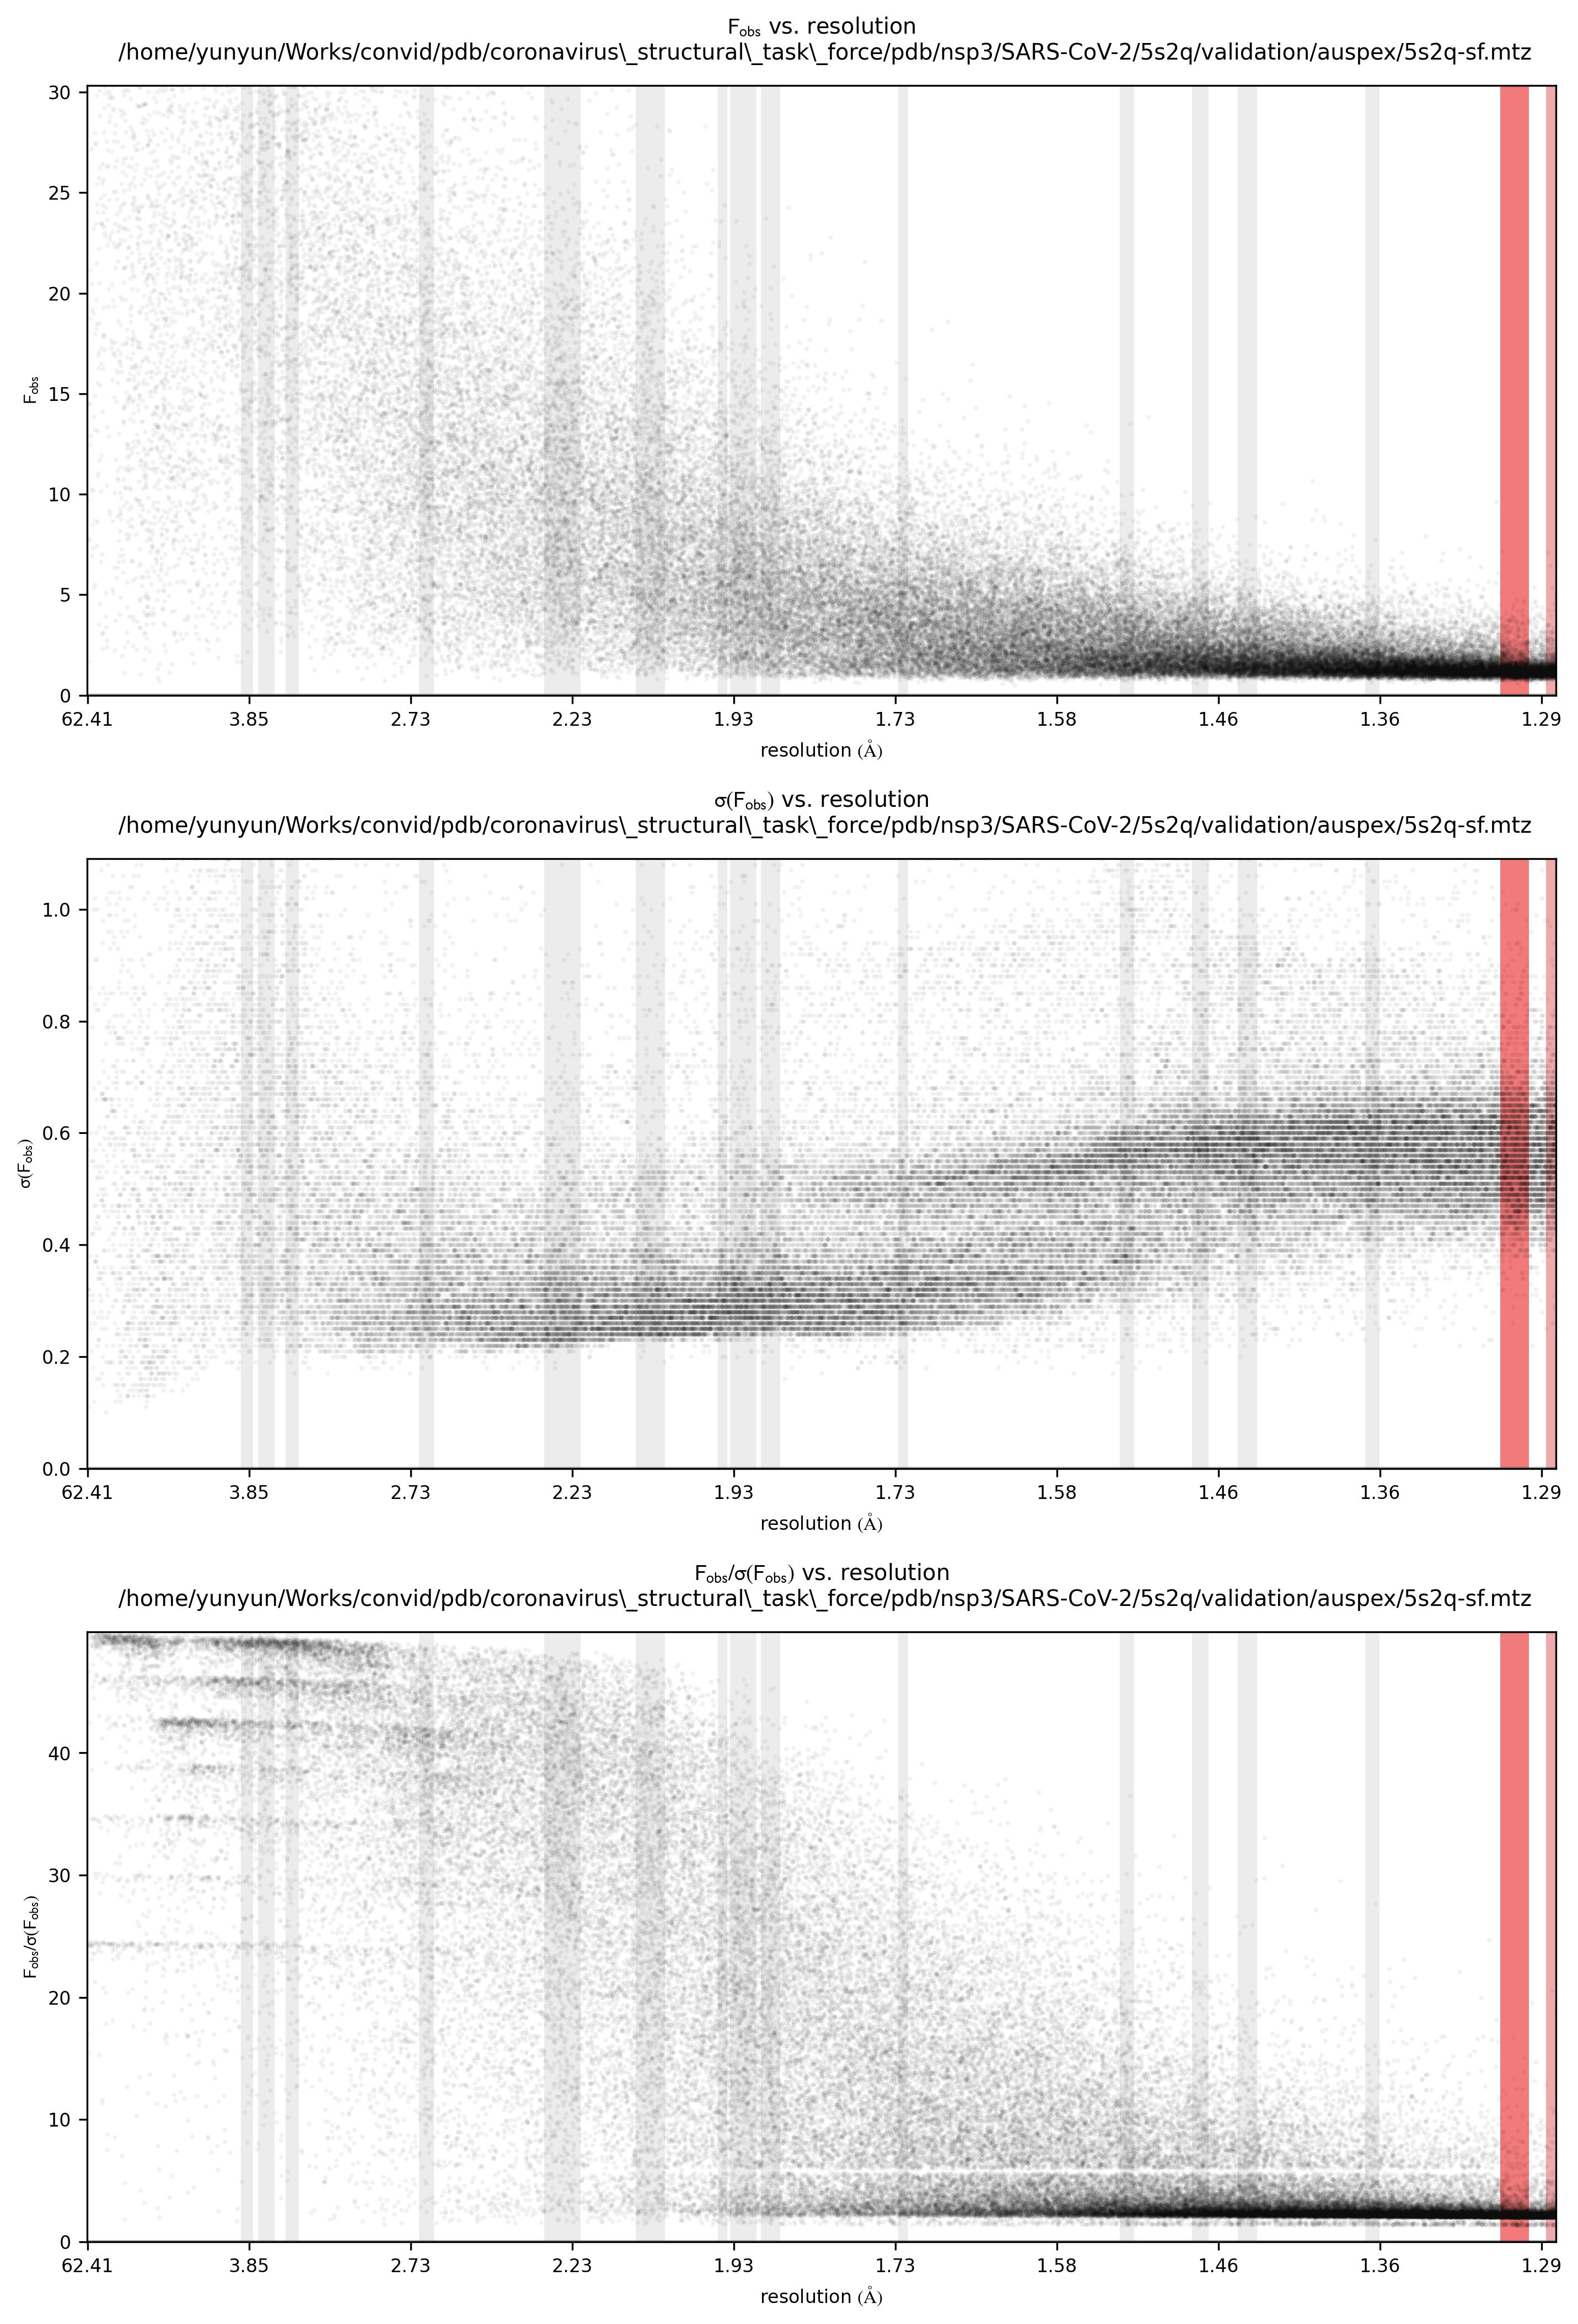 Fobs vs. resolution
/home/yunyun/Works/convid/pdb/coronavirus\_structural\_task\_force/pdb/nsp3/SARS-CoV-2/5s2q/validation/auspex/5s2q-sf.mtz
30
25
20
15
10
5
0
Fobs
62.41 3.85 2.73 2.23 1.93 1.73 1.58 1.46 1.36 1.29
resolution (Å)
σ(Fobs) vs. resolution
/home/yunyun/Works/convid/pdb/coronavirus\_structural\_task\_force/pdb/nsp3/SARS-CoV-2/5s2q/validation/auspex/5s2q-sf.mtz
1.0
0.8
0.6
0.4
0.2
0.0
σ(Fobs)
62.41 3.85 2.73 2.23 1.93 1.73 1.58 1.46 1.36 1.29
resolution (Å)
Fobs/σ(Fobs) vs. resolution
/home/yunyun/Works/convid/pdb/coronavirus\_structural\_task\_force/pdb/nsp3/SARS-CoV-2/5s2q/validation/auspex/5s2q-sf.mtz
40
30
20
10
0
Fobs/σ(Fobs)
62.41 3.85 2.73 2.23 1.93 1.73 1.58 1.46 1.36 1.29
resolution (Å)